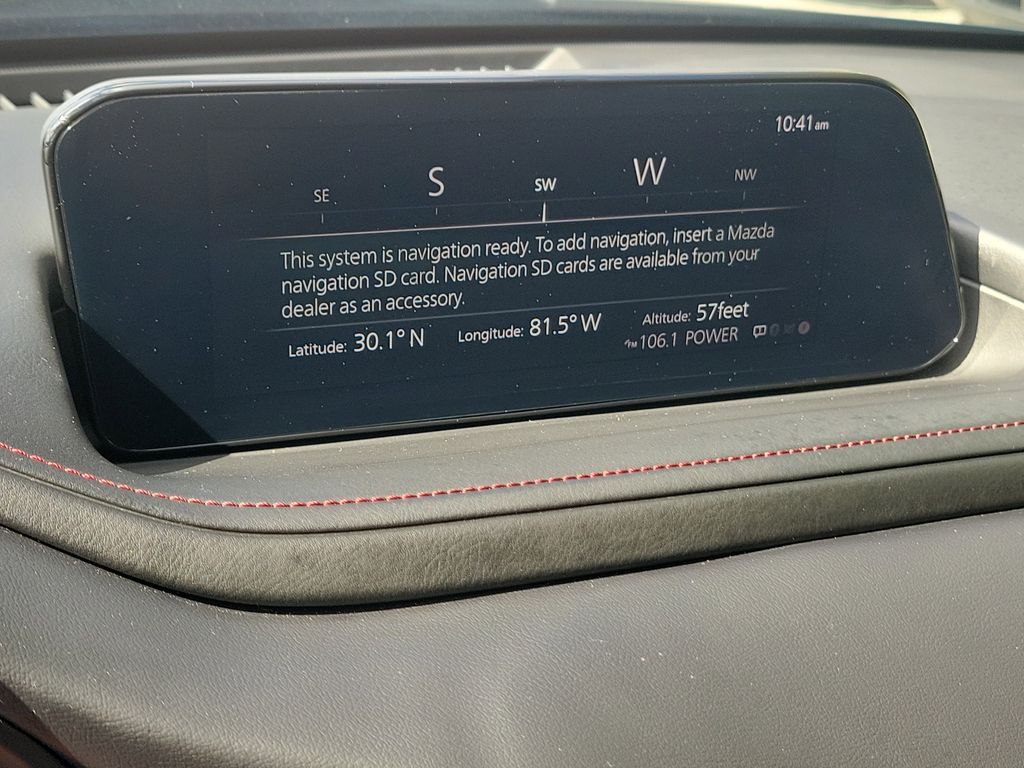 10:41am
SE S SW W NW
This system is navigation ready. To add navigation, insert a Mazda
navigation SD card. Navigation SD cards are available from your
dealer as an accessory.
Latitude: 30.1° N Longitude: 81.5° W Altitude: 57feet
FM 106.1 POWER